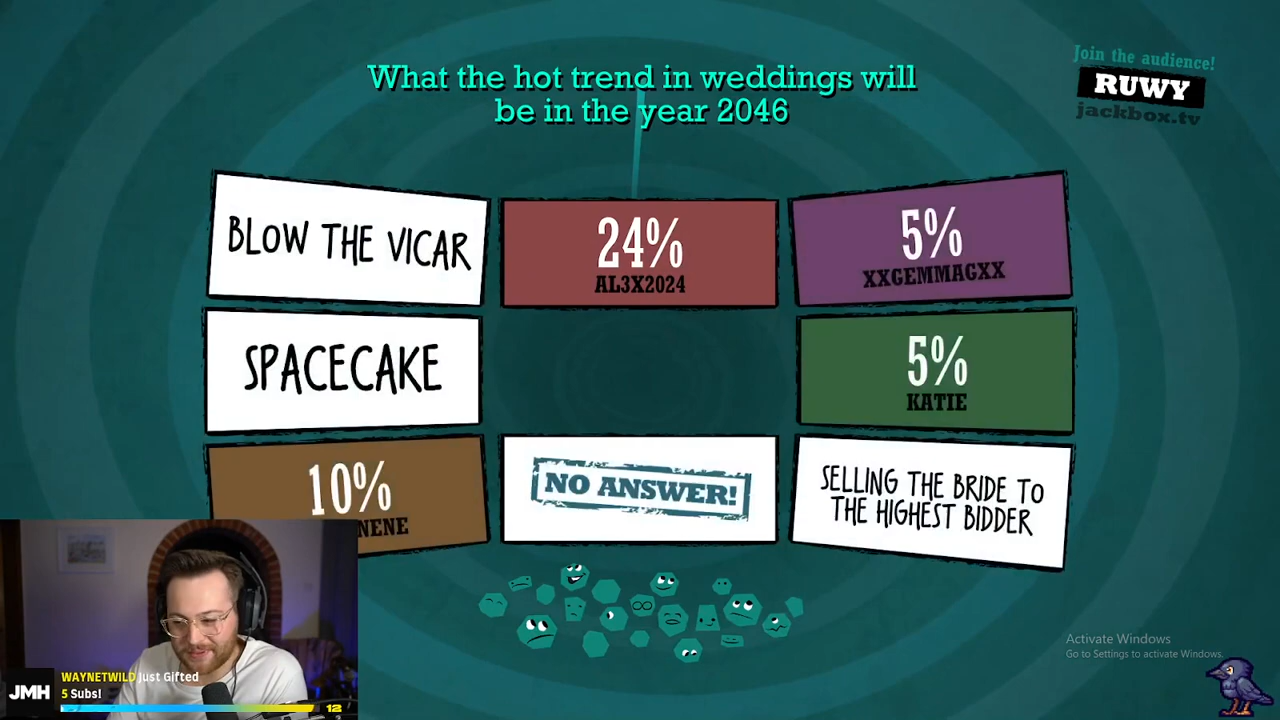 What the hot trend in weddings will
be in the year 2046
Join the audience!
RUWY
jackbox.tv
BLOW THE VICAR
24%
AL3X2024
5%
XXGEMMAGXX
SPACECAKE
5%
KATIE
10%
NENE
NO ANSWER!
SELLING THE BRIDE TO
THE HIGHEST BIDDER
Activate Windows
Go to Settings to activate Windows.
WAYNETWILD Just Gifted
5 Subs!
JMH
12